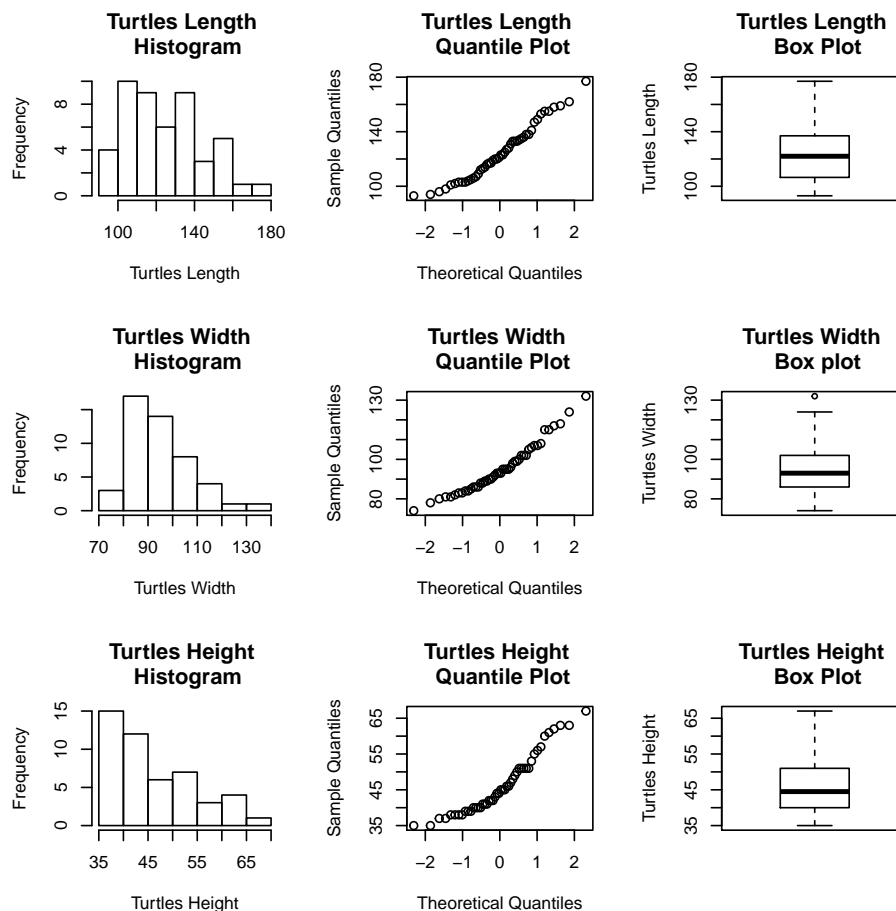 Turtles Length
Histogram
Frequency
0
4
8
100
140
180
Turtles Length
Turtles Length
Quantile Plot
Sample Quantiles
100
140
180
−2
−1
0
1
2
Theoretical Quantiles
Turtles Length
Box Plot
Turtles Length
100
140
180
Turtles Width
Histogram
Frequency
0
5
10
70
90
110
130
Turtles Width
Turtles Width
Quantile Plot
Sample Quantiles
80
100
130
−2
−1
0
1
2
Theoretical Quantiles
Turtles Width
Box plot
Turtles Width
80
100
130
Turtles Height
Histogram
Frequency
0
5
10
15
35
45
55
65
Turtles Height
Turtles Height
Quantile Plot
Sample Quantiles
35
45
55
65
−2
−1
0
1
2
Theoretical Quantiles
Turtles Height
Box Plot
Turtles Height
35
45
55
65